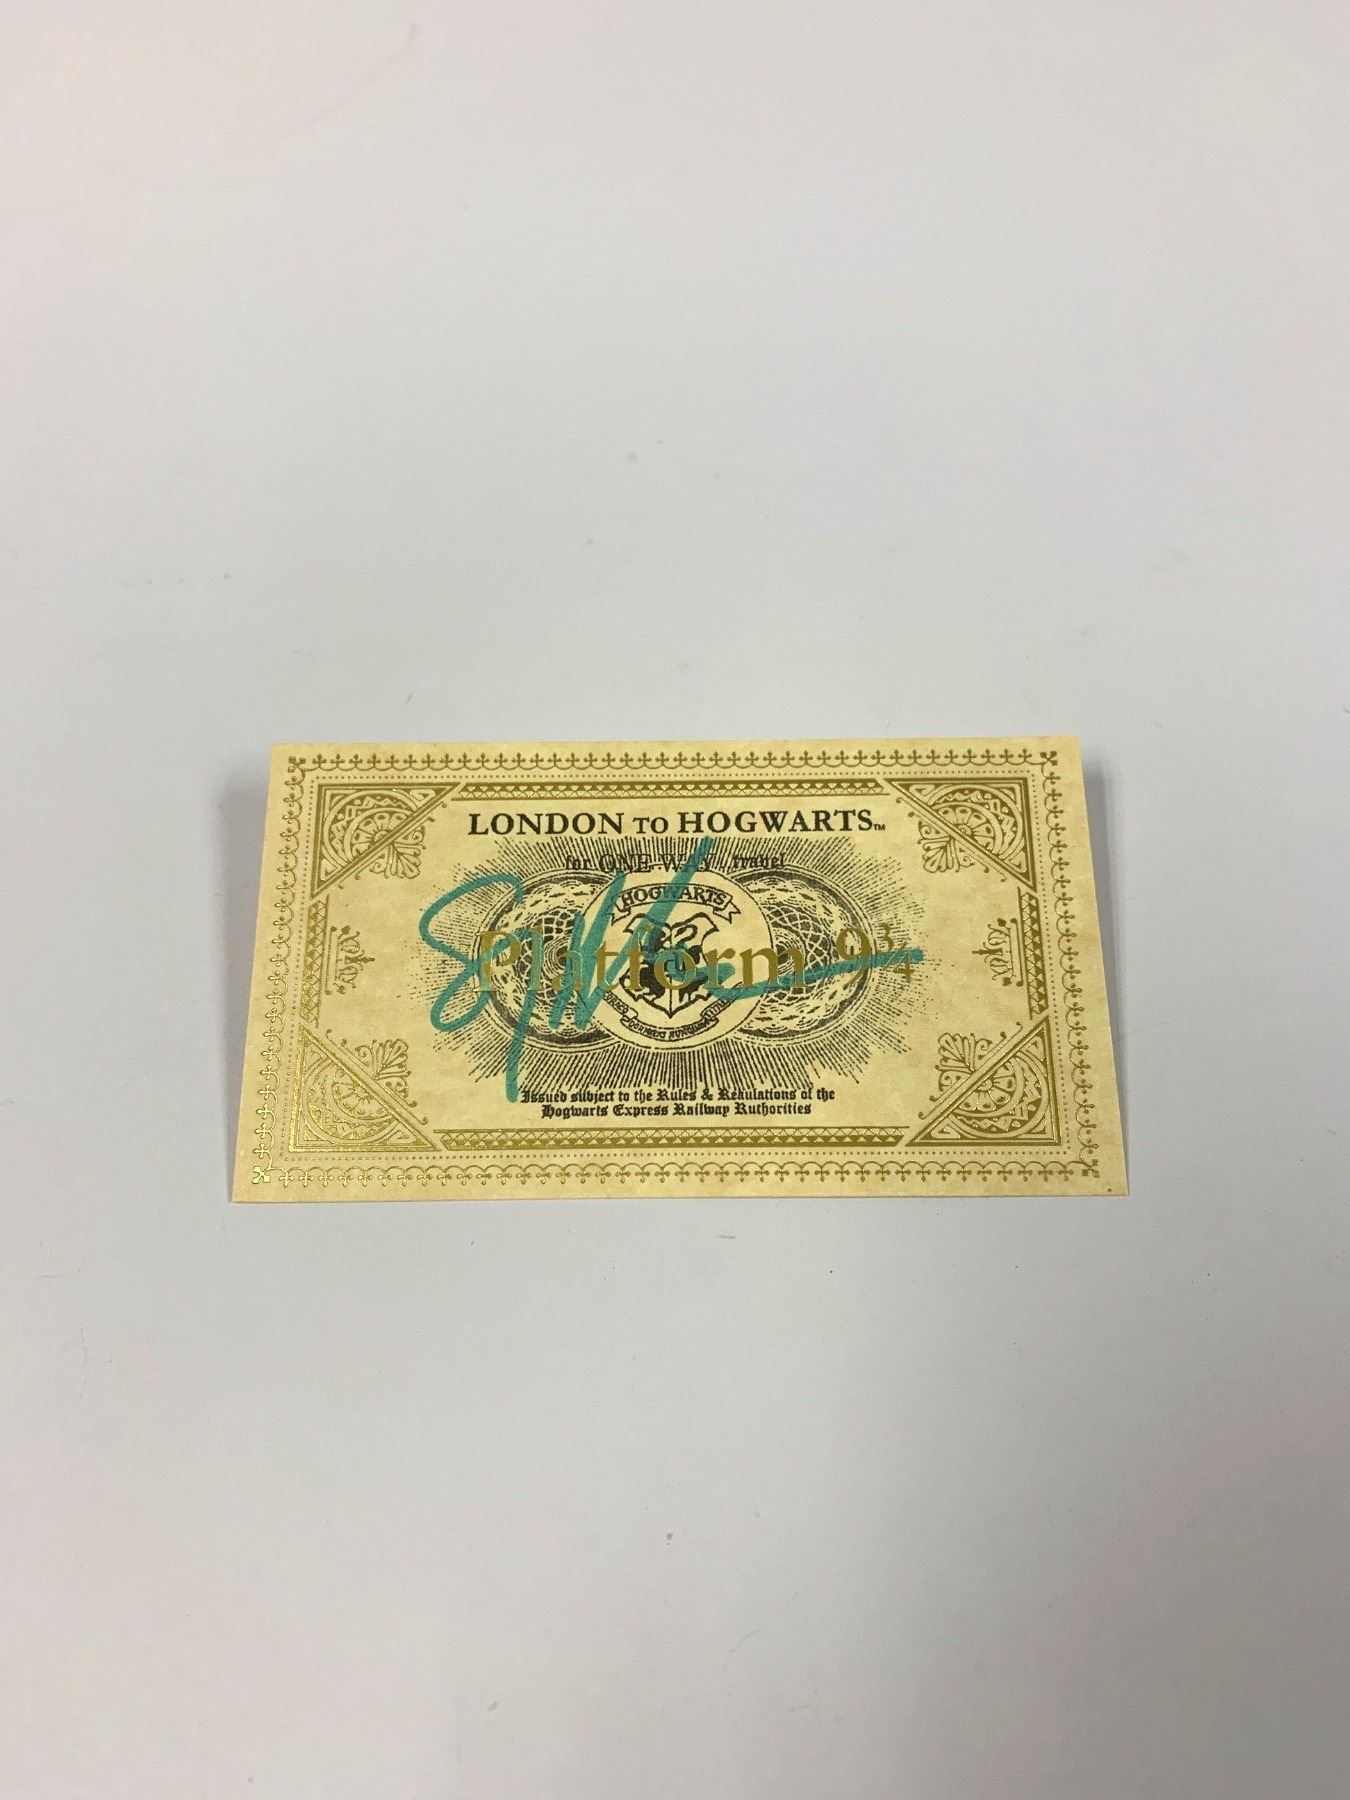 LONDON TO HOGWARTS™
for ONE WAY travel
HOGWARTS
Platform 9¾
Issued subject to the Rules & Regulations of the
Hogwarts Express Railway Authorities